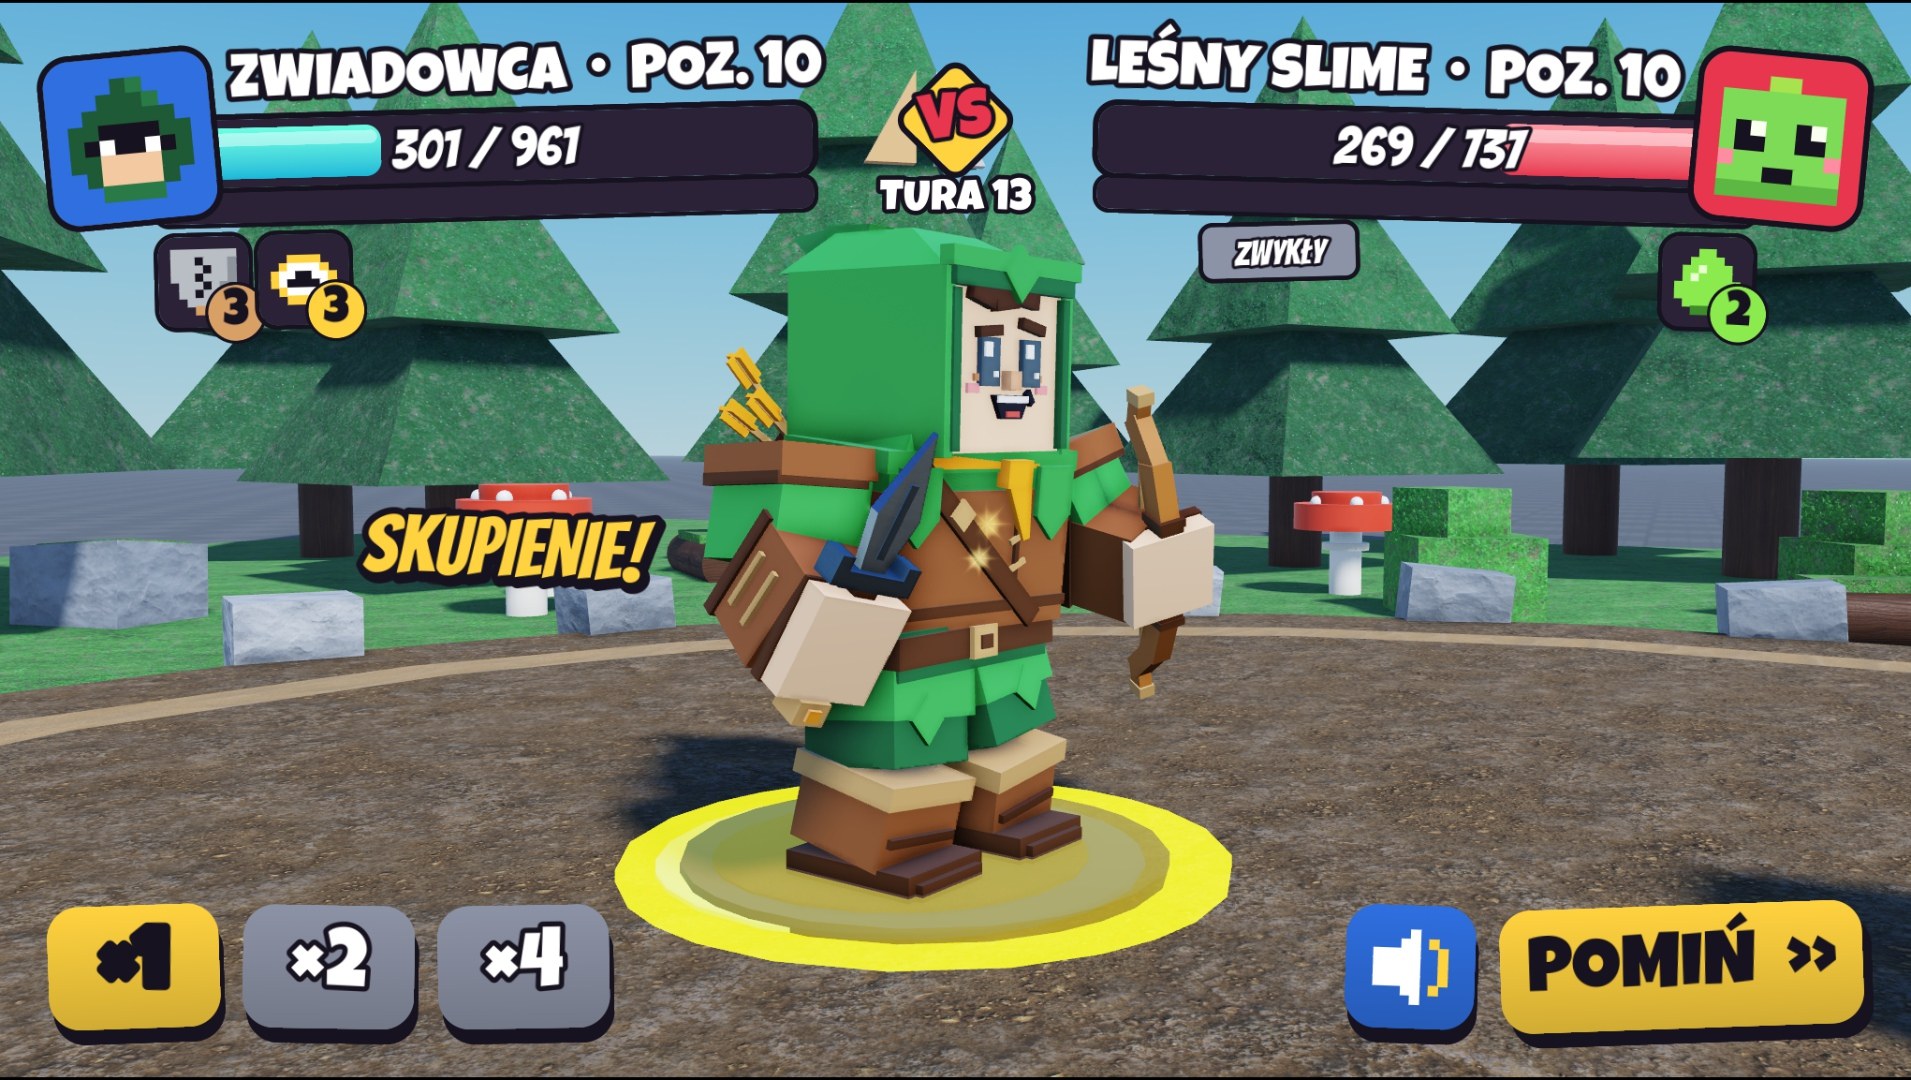 ZWIADOWCA • POZ. 10
301 / 961
VS
TURA 13
LEŚNY SLIME • POZ. 10
269 / 737
ZWYKŁY
3
3
2
SKUPIENIE!
×1
×2
×4
POMIŃ »